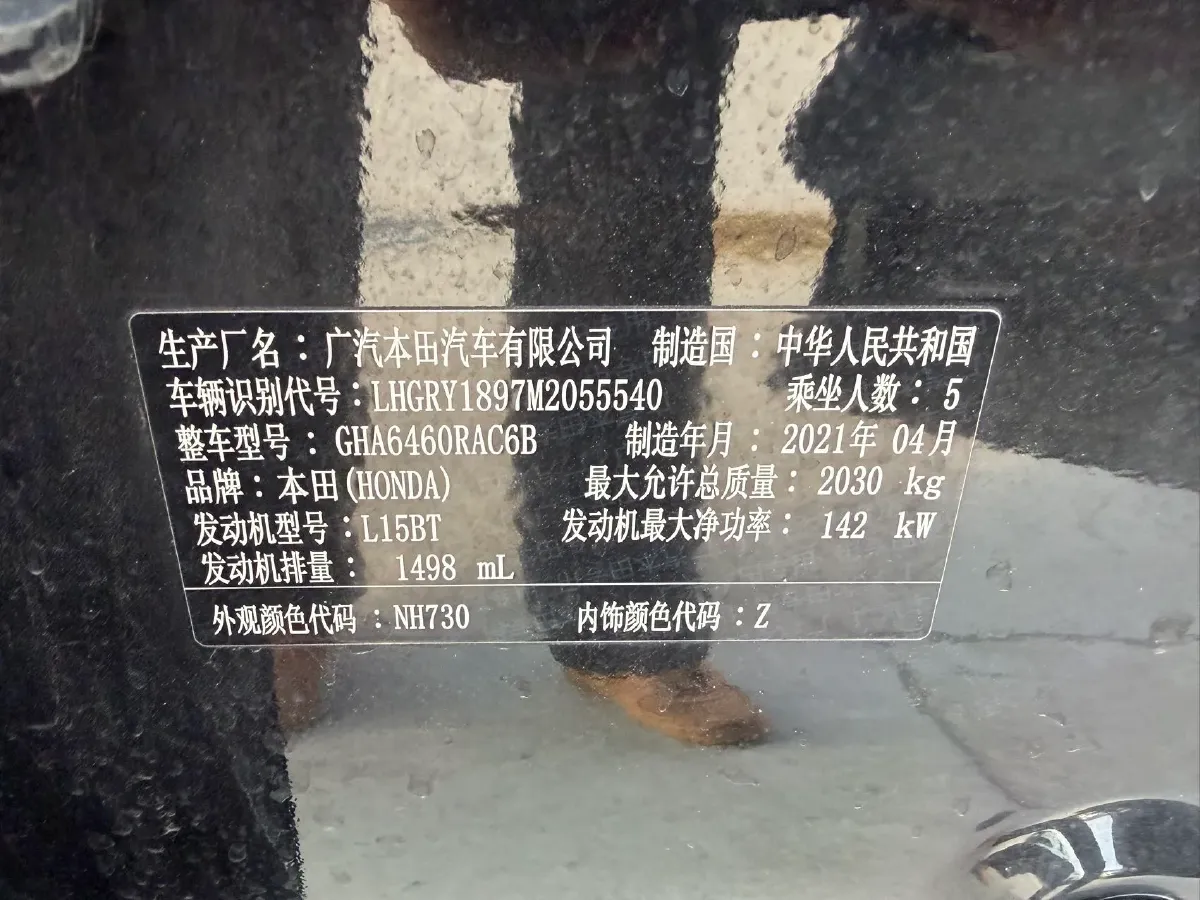 生产厂名：广汽本田汽车有限公司 制造国：中华人民共和国
车辆识别代号：LHGRY1897M2055540 乘坐人数：5
整车型号：GHA6460RAC6B 制造年月：2021年 04月
品牌：本田(HONDA) 最大允许总质量：2030 kg
发动机型号：L15BT 发动机最大净功率：142 kW
发动机排量：1498 mL
外观颜色代码：NH730 内饰颜色代码：Z